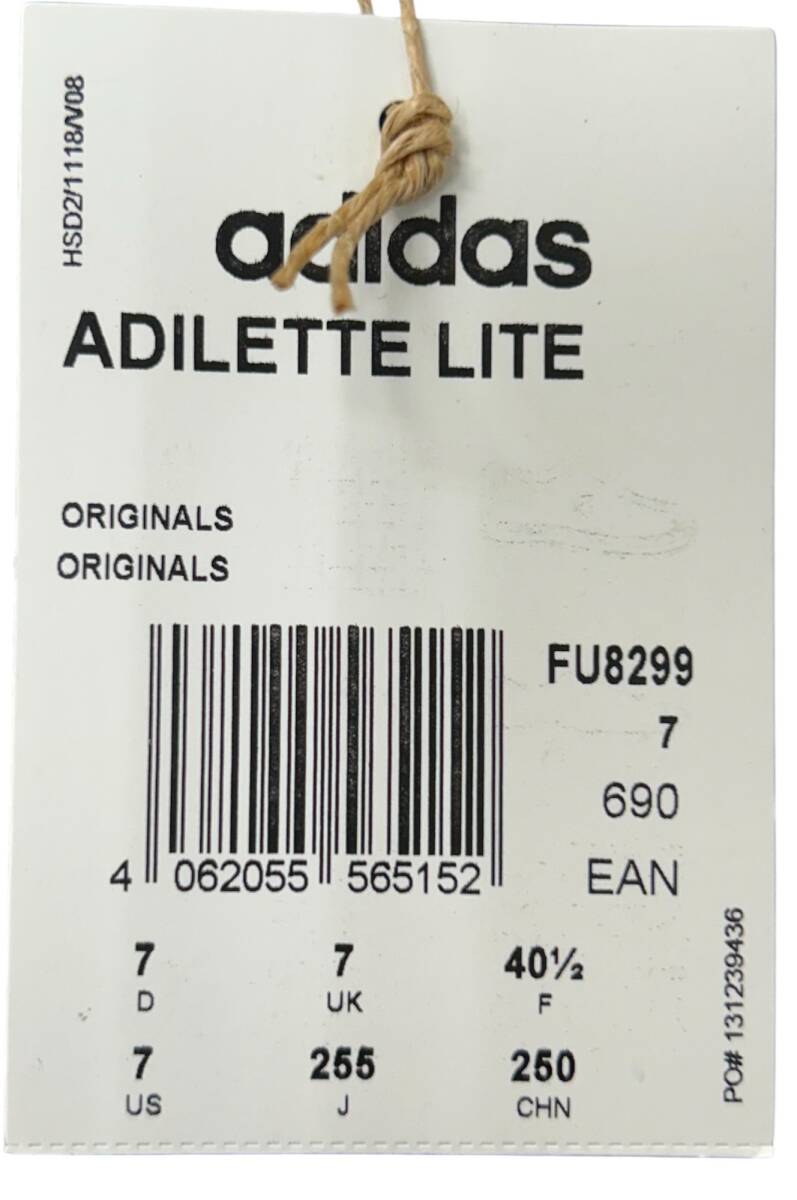 HSD2/1118/V08
adidas
ADILETTE LITE
ORIGINALS
ORIGINALS
FU8299
7
690
EAN
4 062055 565152
7 7 40½
D UK F
7 255 250
US J CHN
PO# 131239436